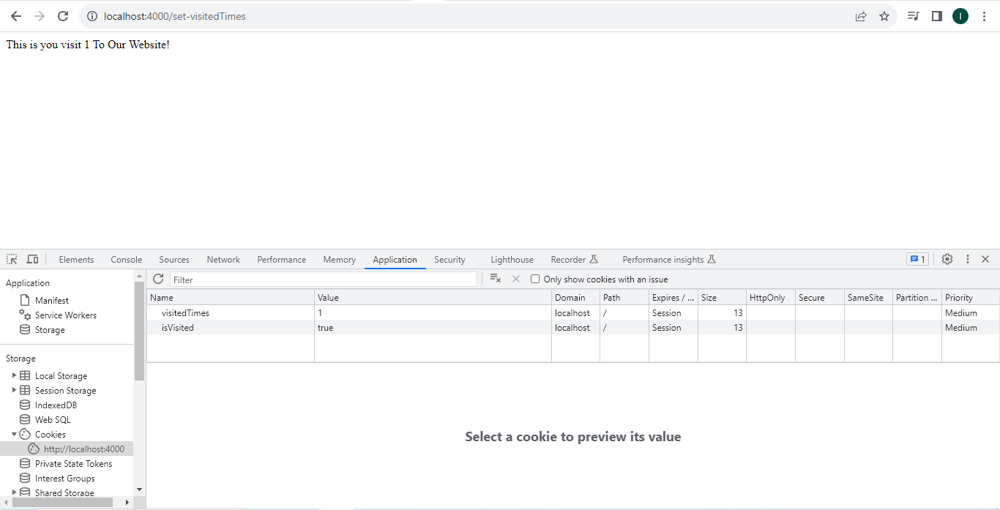 localhost:4000/set-visitedTimes
I
This is you visit 1 To Our Website!
Elements Console Sources Network Performance Memory Application Security Lighthouse Recorder Performance insights 1
Application
Manifest
Service Workers
Storage
Storage
Local Storage
Session Storage
IndexedDB
Web SQL
Cookies
http://localhost:4000
Private State Tokens
Interest Groups
Shared Storage
Filter Only show cookies with an issue
Name Value Domain Path Expires / ... Size HttpOnly Secure SameSite Partition ... Priority
visitedTimes 1 localhost / Session 13 Medium
isVisited true localhost / Session 13 Medium
Select a cookie to preview its value